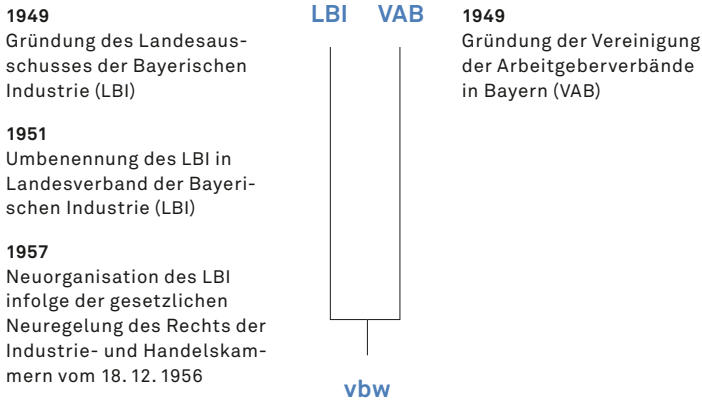 1949
Gründung des Landesaus-
schusses der Bayerischen
Industrie (LBI)
1951
Umbenennung des LBI in
Landesverband der Bayeri-
schen Industrie (LBI)
1957
Neuorganisation des LBI
infolge der gesetzlichen
Neuregelung des Rechts der
Industrie- und Handelskam-
mern vom 18. 12. 1956
LBI VAB
vbw
1949
Gründung der Vereinigung
der Arbeitgeberverbände
in Bayern (VAB)